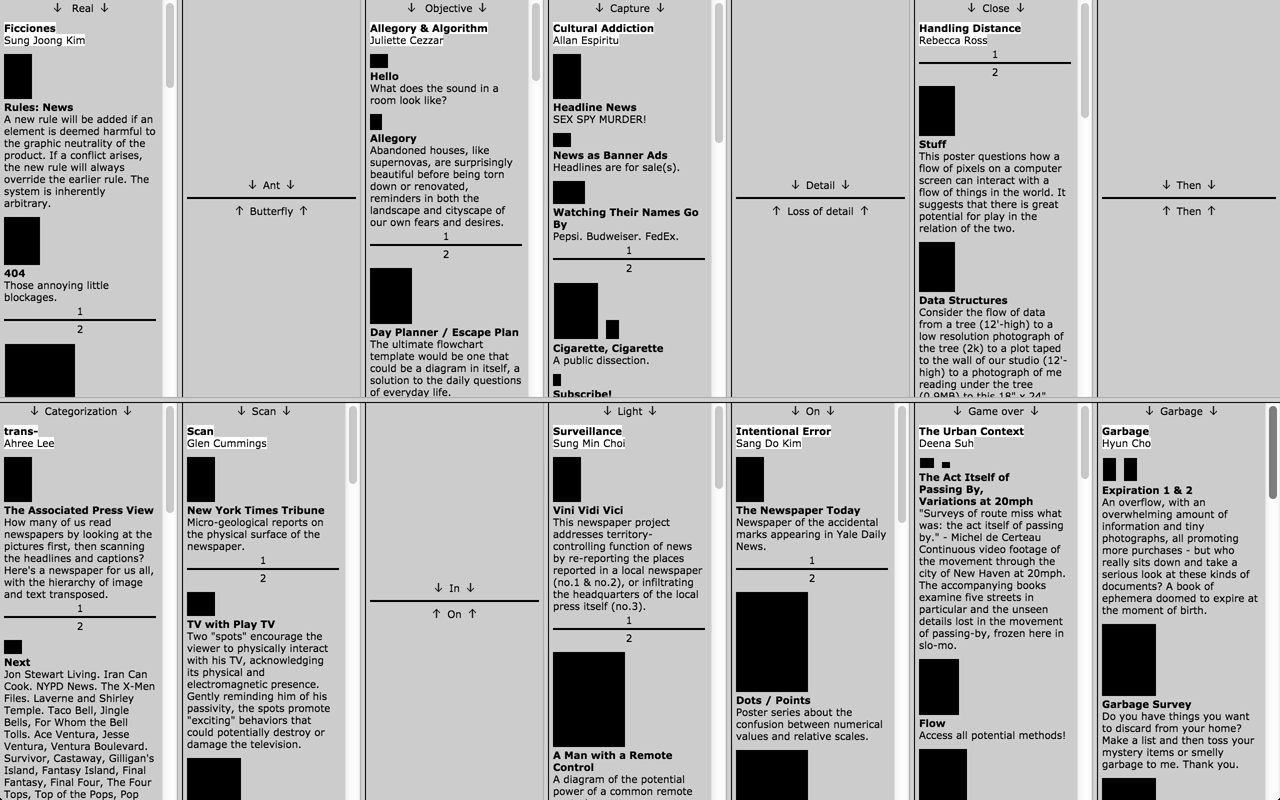 ↓ Real ↓
Ficciones
Sung Joong Kim
Rules: News
A new rule will be added if an
element is deemed harmful to
the graphic neutrality of the
product. If a conflict arises,
the new rule will always
override the earlier rule. The
system is inherently
arbitrary.
404
Those annoying little
blockages.
1
2
↓ Ant ↓
↑ Butterfly ↑
↓ Objective ↓
Allegory & Algorithm
Juliette Cezzar
Hello
What does the sound in a
room look like?
Allegory
Abandoned houses, like
supernovas, are surprisingly
beautiful before being torn
down or renovated,
reminders in both the
landscape and cityscape of
our own fears and desires.
1
2
Day Planner / Escape Plan
The ultimate flowchart
template would be one that
could be a diagram in itself, a
solution to the daily questions
of everyday life.
↓ Capture ↓
Cultural Addiction
Allan Espiritu
Headline News
SEX SPY MURDER!
News as Banner Ads
Headlines are for sale(s).
Watching Their Names Go
By
Pepsi. Budweiser. FedEx.
1
2
Cigarette, Cigarette
A public dissection.
Subscribe!
↓ Detail ↓
↑ Loss of detail ↑
↓ Close ↓
Handling Distance
Rebecca Ross
1
2
Stuff
This poster questions how a
flow of pixels on a computer
screen can interact with a
flow of things in the world. It
suggests that there is great
potential for play in the
relation of the two.
Data Structures
Consider the flow of data
from a tree (12'-high) to a
low resolution photograph of
the tree (2k) to a plot taped
to the wall of our studio (12'-
high) to a photograph of me
reading under the tree
(0.9MB) to this 18" x 24"
↓ Then ↓
↑ Then ↑
↓ Categorization ↓
trans-
Ahree Lee
The Associated Press View
How many of us read
newspapers by looking at the
pictures first, then scanning
the headlines and captions?
Here's a newspaper for us all,
with the hierarchy of image
and text transposed.
1
2
Next
Jon Stewart Living. Iran Can
Cook. NYPD News. The X-Men
Files. Laverne and Shirley
Temple. Taco Bell, Jingle
Bells, For Whom the Bell
Tolls. Ace Ventura, Jesse
Ventura, Ventura Boulevard.
Survivor, Castaway, Gilligan's
Island, Fantasy Island, Final
Fantasy, Final Four, The Four
Tops, Top of the Pops, Pop
↓ Scan ↓
Scan
Glen Cummings
New York Times Tribune
Micro-geological reports on
the physical surface of the
newspaper.
1
2
TV with Play TV
Two "spots" encourage the
viewer to physically interact
with his TV, acknowledging
its physical and
electromagnetic presence.
Gently reminding him of his
passivity, the spots promote
"exciting" behaviors that
could potentially destroy or
damage the television.
↓ In ↓
↑ On ↑
↓ Light ↓
Surveillance
Sung Min Choi
Vini Vidi Vici
This newspaper project
addresses territory-
controlling function of news
by re-reporting the places
reported in a local newspaper
(no.1 & no.2), or infiltrating
the headquarters of the local
press itself (no.3).
1
2
A Man with a Remote
Control
A diagram of the potential
power of a common remote
↓ On ↓
Intentional Error
Sang Do Kim
The Newspaper Today
Newspaper of the accidental
marks appearing in Yale Daily
News.
1
2
Dots / Points
Poster series about the
confusion between numerical
values and relative scales.
↓ Game over ↓
The Urban Context
Deena Suh
The Act Itself of
Passing By,
Variations at 20mph
"Surveys of route miss what
was: the act itself of passing
by." - Michel de Certeau
Continuous video footage of
the movement through the
city of New Haven at 20mph.
The accompanying books
examine five streets in
particular and the unseen
details lost in the movement
of passing-by, frozen here in
slo-mo.
Flow
Access all potential methods!
↓ Garbage ↓
Garbage
Hyun Cho
Expiration 1 & 2
An overflow, with an
overwhelming amount of
information and tiny
photographs, all promoting
more purchases - but who
really sits down and take a
serious look at these kinds of
documents? A book of
ephemera doomed to expire at
the moment of birth.
Garbage Survey
Do you have things you want
to discard from your home?
Make a list and then toss your
mystery items or smelly
garbage to me. Thank you.